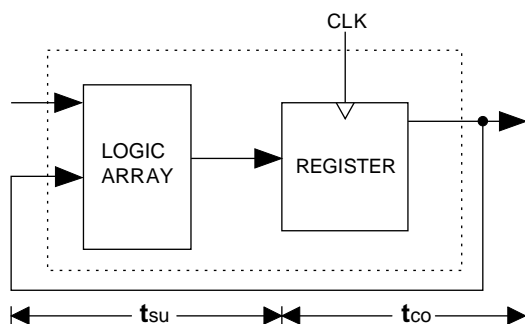 CLK
LOGIC
ARRAY
REGISTER
tsu
tco